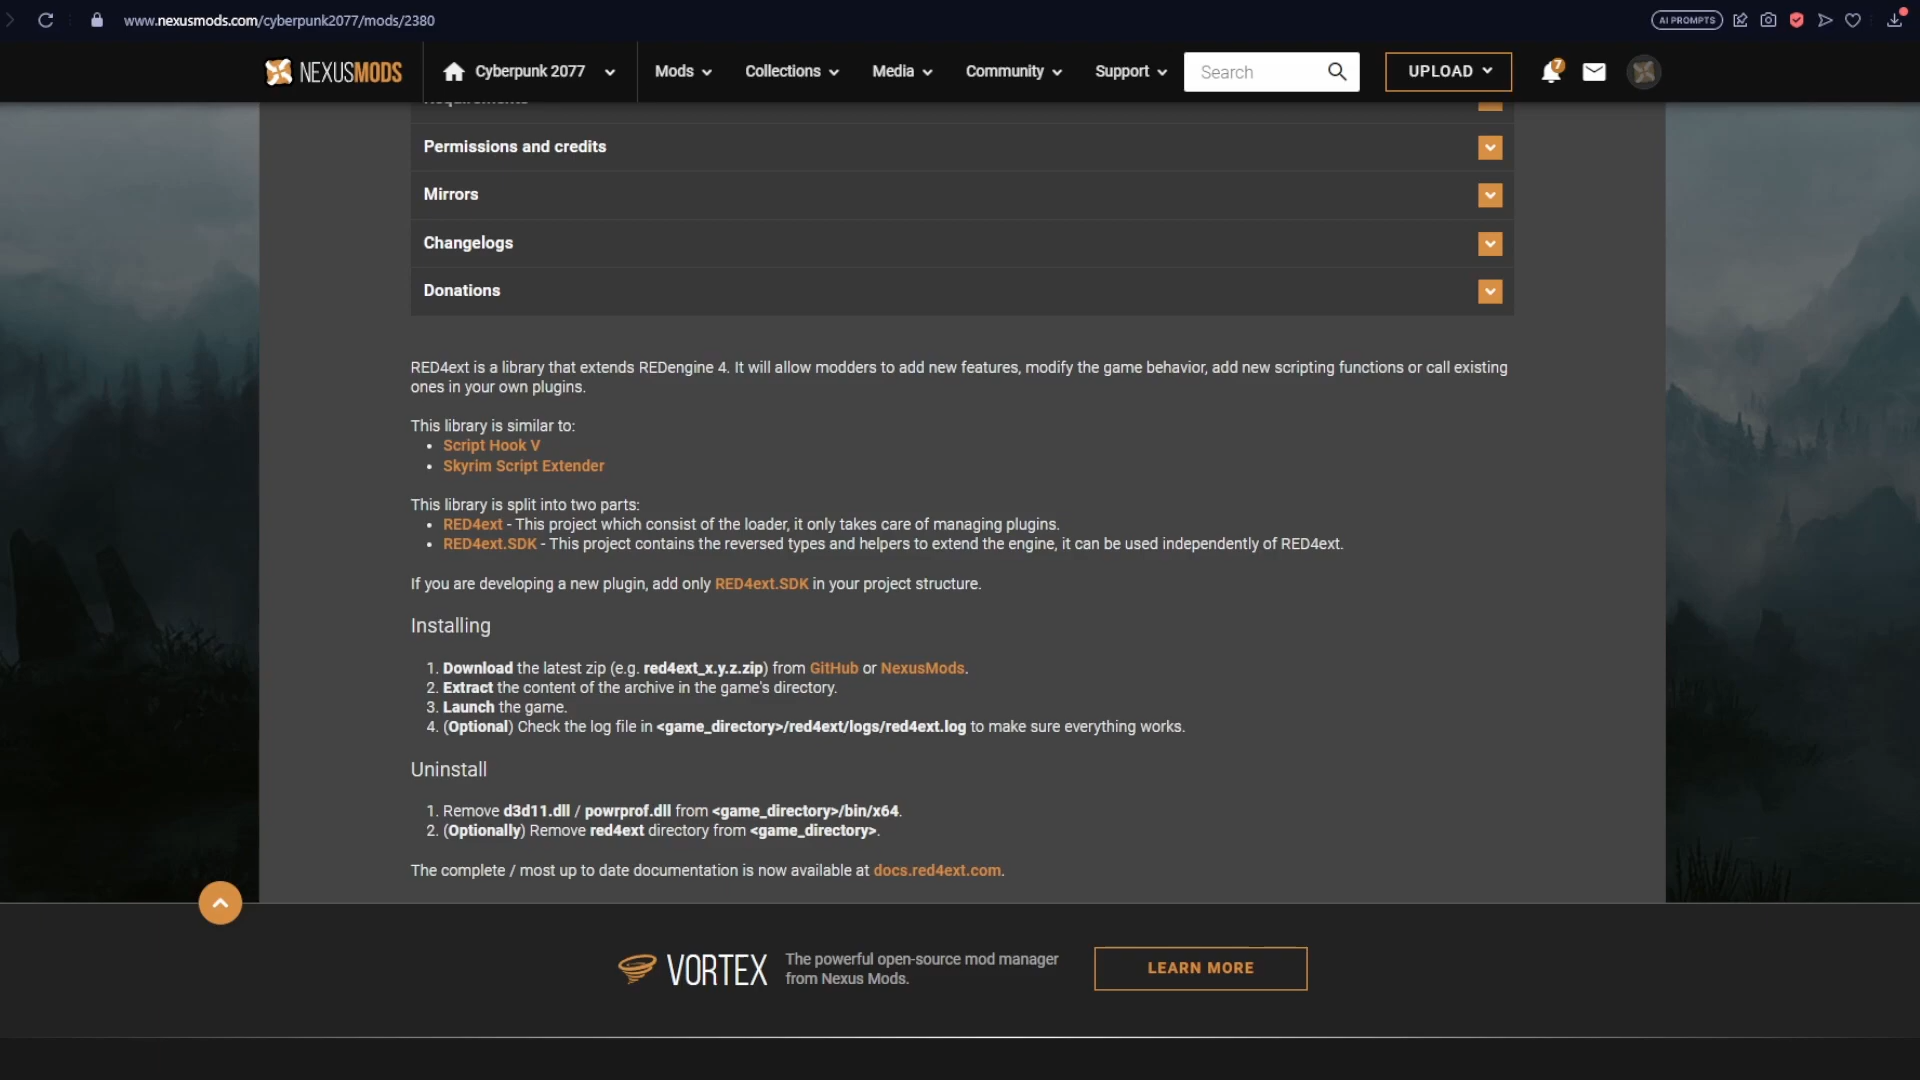 www.nexusmods.com/cyberpunk2077/mods/2380
AI PROMPTS
NEXUSMODS
Cyberpunk 2077
Mods
Collections
Media
Community
Support
Search
UPLOAD
7
Requirements
Permissions and credits
Mirrors
Changelogs
Donations
RED4ext is a library that extends REDengine 4. It will allow modders to add new features, modify the game behavior, add new scripting functions or call existing
ones in your own plugins.
This library is similar to:
• Script Hook V
• Skyrim Script Extender
This library is split into two parts:
• RED4ext - This project which consist of the loader, it only takes care of managing plugins.
• RED4ext.SDK - This project contains the reversed types and helpers to extend the engine, it can be used independently of RED4ext.
If you are developing a new plugin, add only RED4ext.SDK in your project structure.
Installing
1. Download the latest zip (e.g. red4ext_x.y.z.zip) from GitHub or NexusMods.
2. Extract the content of the archive in the game's directory.
3. Launch the game.
4. (Optional) Check the log file in <game_directory>/red4ext/logs/red4ext.log to make sure everything works.
Uninstall
1. Remove d3d11.dll / powrprof.dll from <game_directory>/bin/x64.
2. (Optionally) Remove red4ext directory from <game_directory>.
The complete / most up to date documentation is now available at docs.red4ext.com.
VORTEX
The powerful open-source mod manager
from Nexus Mods.
LEARN MORE